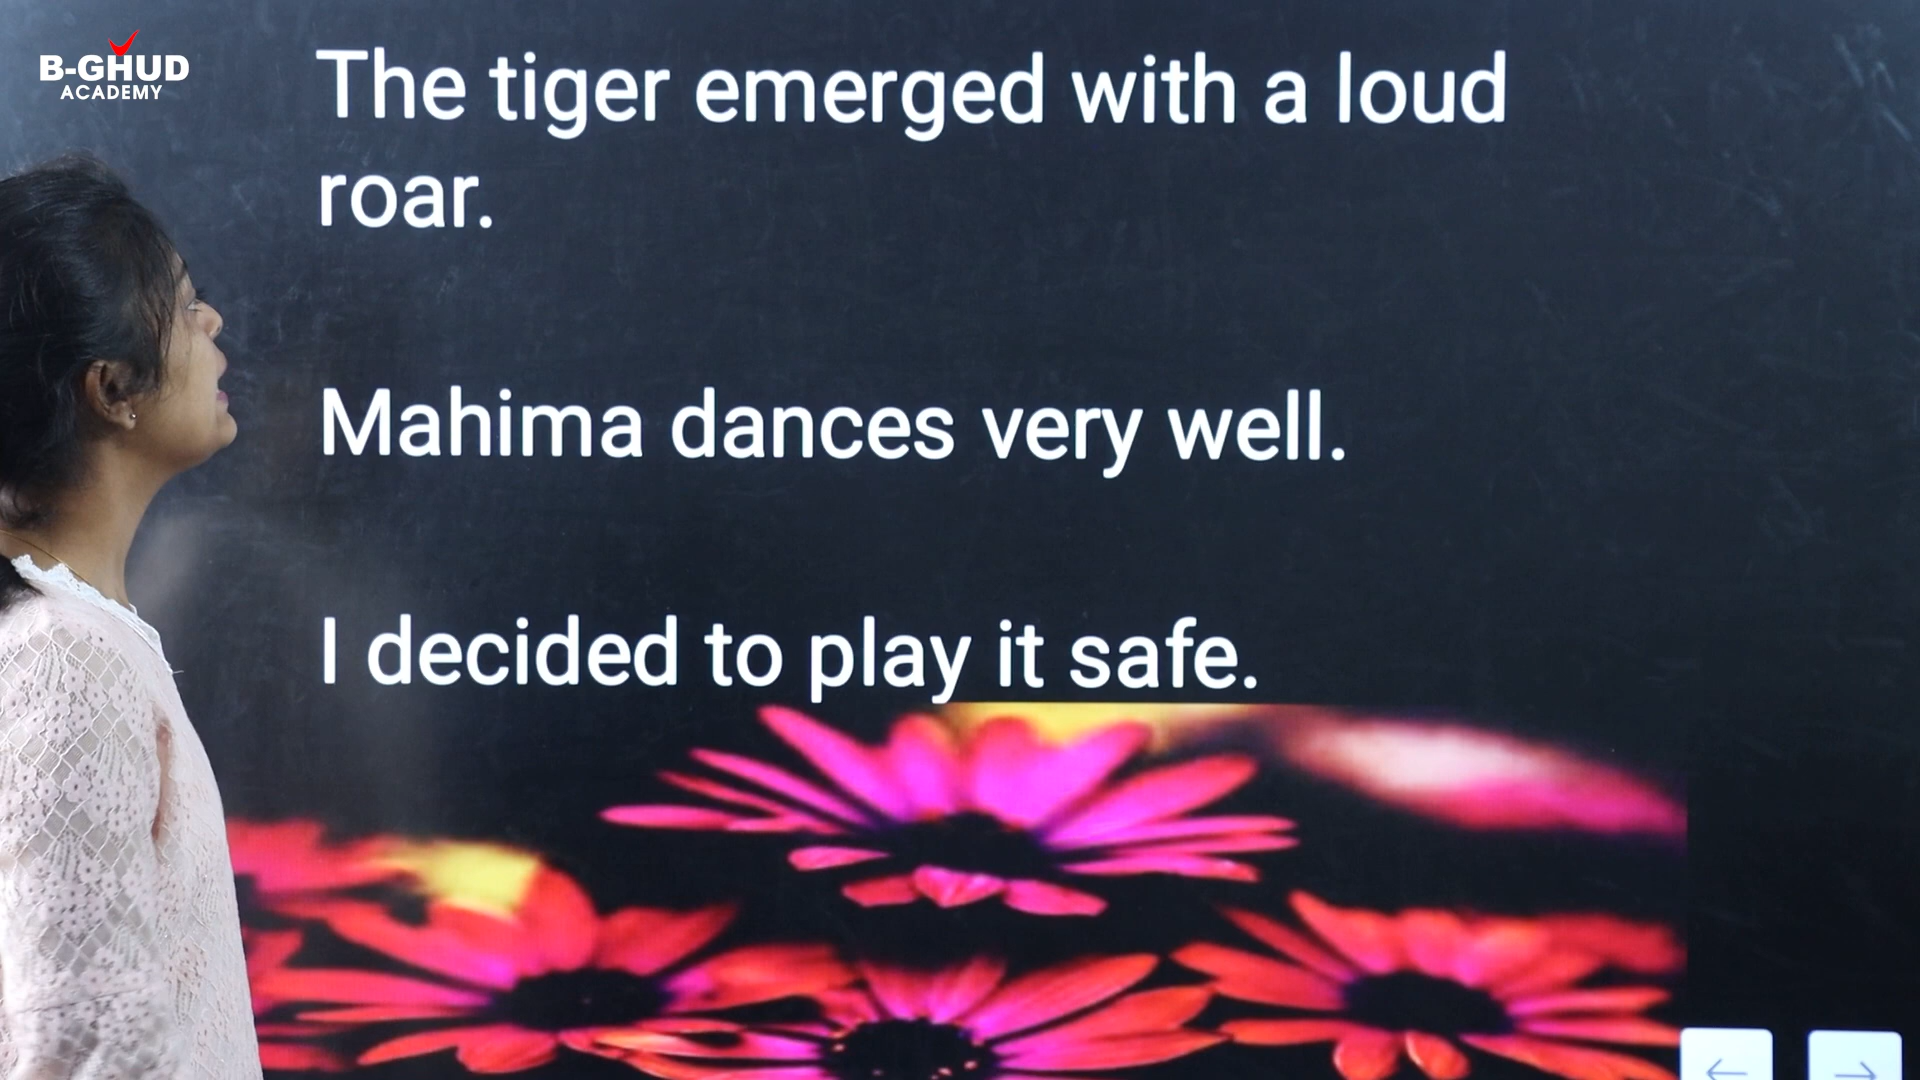 B-GHUD
ACADEMY
The tiger emerged with a loud
roar.
Mahima dances very well.
I decided to play it safe.